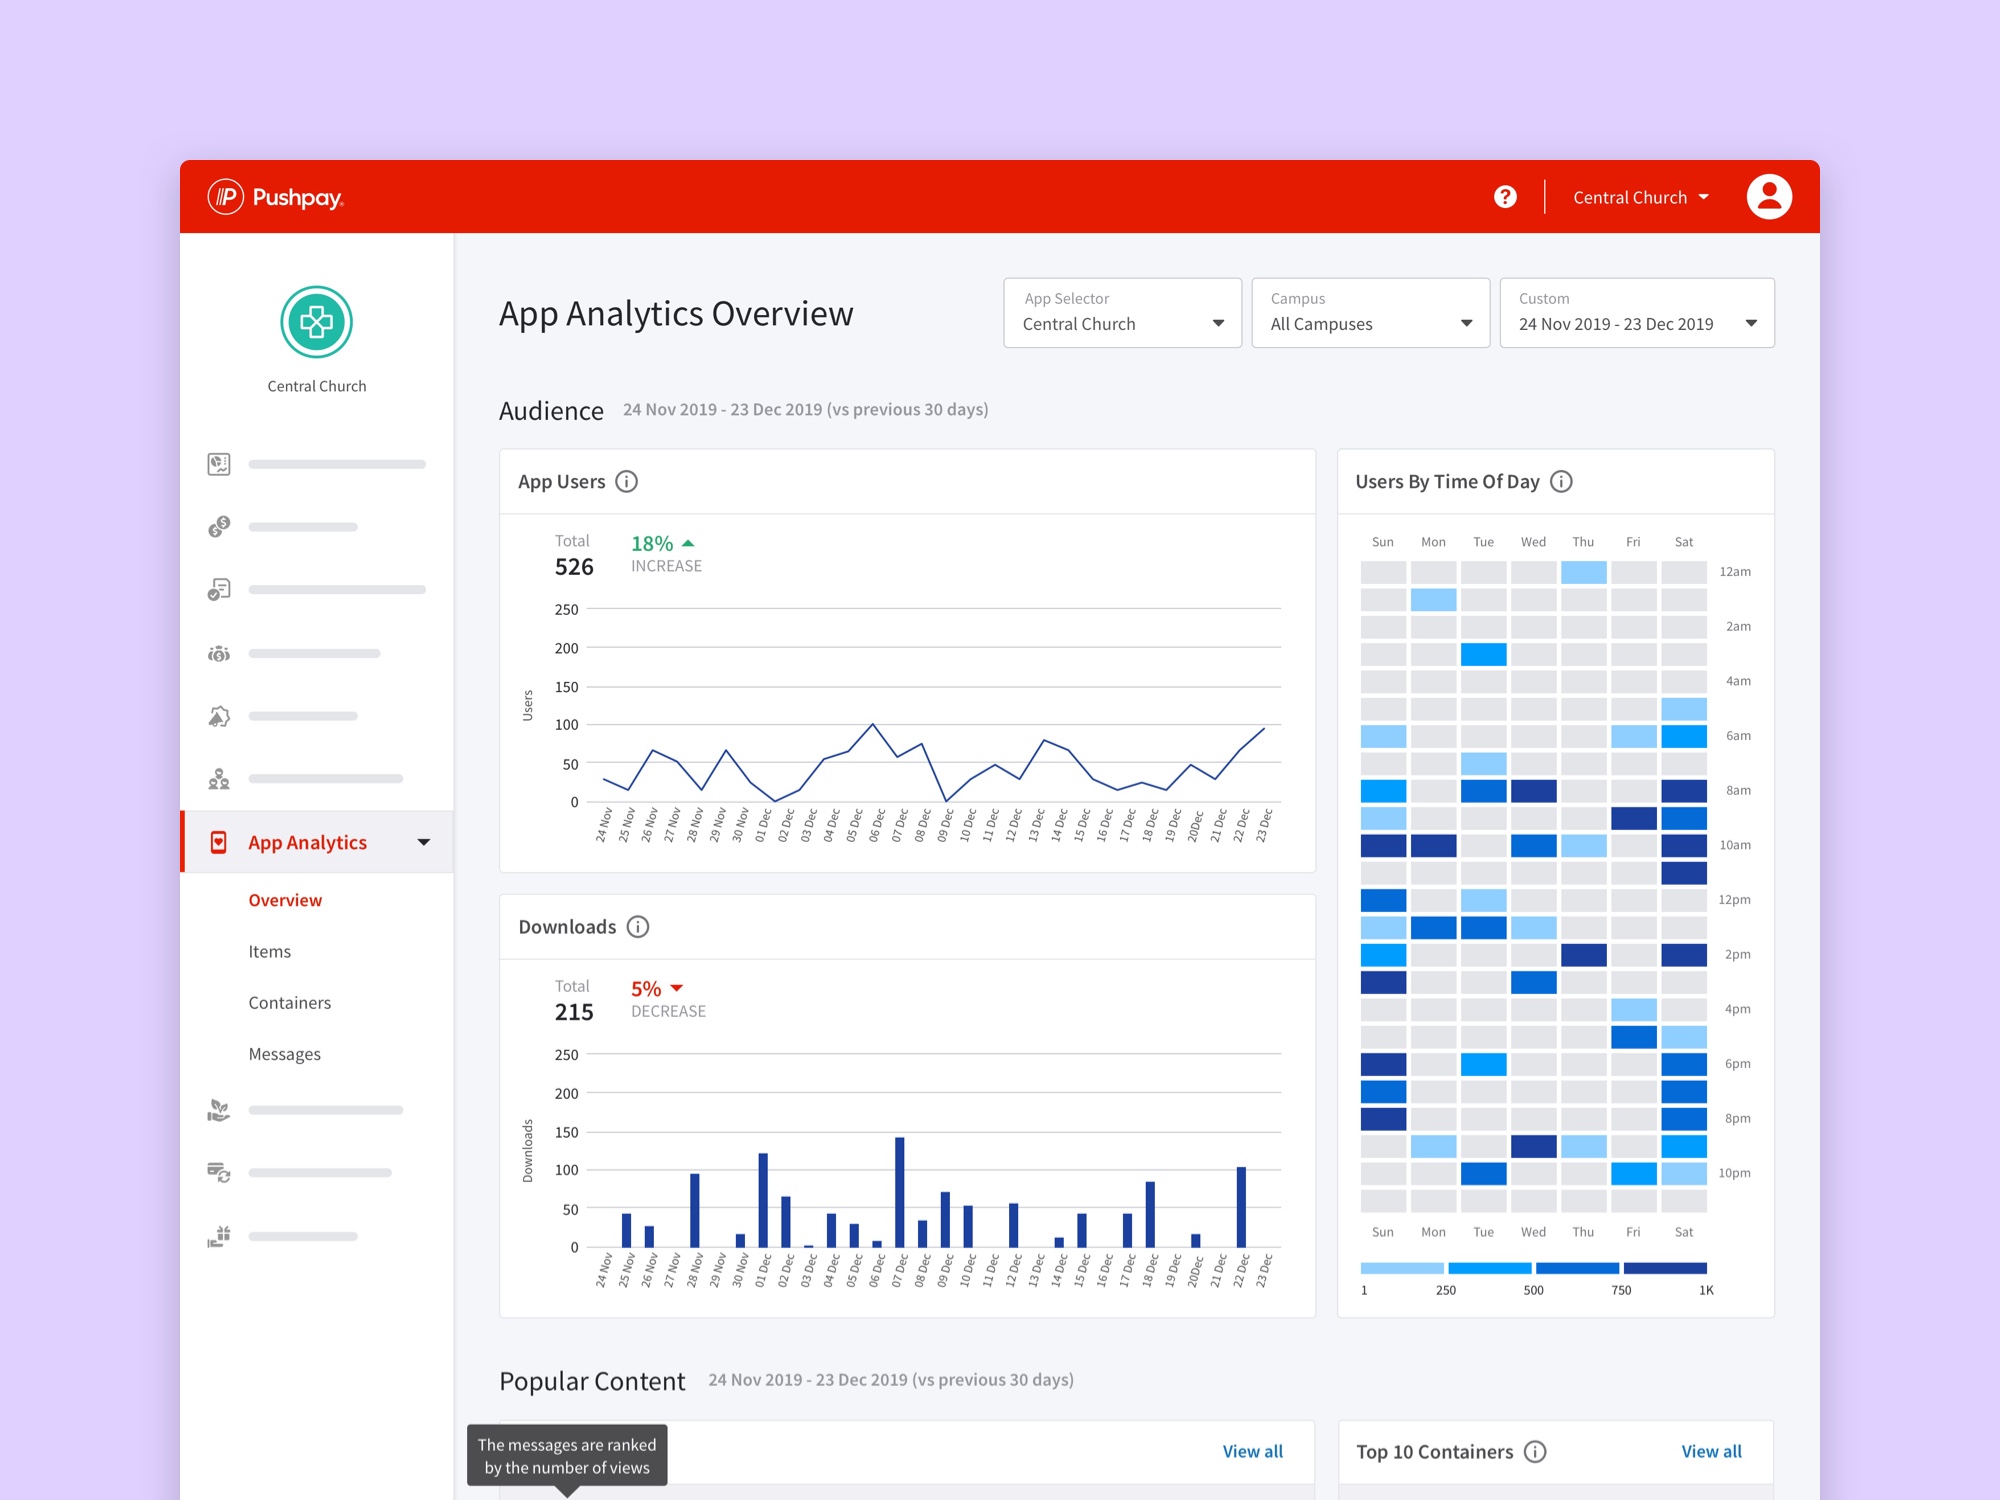 Pushpay
Central Church
Central Church
App Analytics
Overview
Items
Containers
Messages
App Analytics Overview
App Selector
Central Church
Campus
All Campuses
Custom
24 Nov 2019 - 23 Dec 2019
Audience 24 Nov 2019 - 23 Dec 2019 (vs previous 30 days)
App Users
Total
526
18%
INCREASE
Users
250
200
150
100
50
0
24 Nov 25 Nov 26 Nov 27 Nov 28 Nov 29 Nov 30 Nov 01 Dec 02 Dec 03 Dec 04 Dec 05 Dec 06 Dec 07 Dec 08 Dec 09 Dec 10 Dec 11 Dec 12 Dec 13 Dec 14 Dec 15 Dec 16 Dec 17 Dec 18 Dec 19 Dec 20Dec 21 Dec 22 Dec 23 Dec
Downloads
Total
215
5%
DECREASE
Downloads
250
200
150
100
50
0
24 Nov 25 Nov 26 Nov 27 Nov 28 Nov 29 Nov 30 Nov 01 Dec 02 Dec 03 Dec 04 Dec 05 Dec 06 Dec 07 Dec 08 Dec 09 Dec 10 Dec 11 Dec 12 Dec 13 Dec 14 Dec 15 Dec 16 Dec 17 Dec 18 Dec 19 Dec 20Dec 21 Dec 22 Dec 23 Dec
Users By Time Of Day
Sun Mon Tue Wed Thu Fri Sat
12am
2am
4am
6am
8am
10am
12pm
2pm
4pm
6pm
8pm
10pm
Sun Mon Tue Wed Thu Fri Sat
1 250 500 750 1K
Popular Content 24 Nov 2019 - 23 Dec 2019 (vs previous 30 days)
The messages are ranked
by the number of views
View all
Top 10 Containers
View all